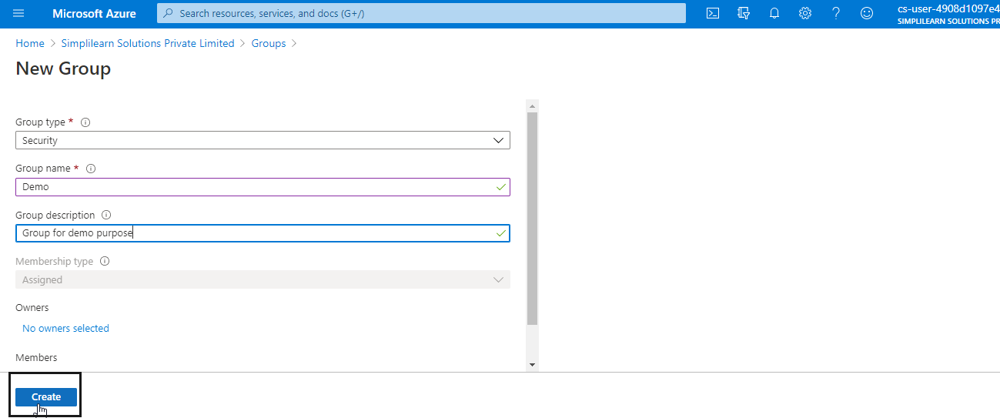 Microsoft Azure
Search resources, services, and docs (G+/)
cs-user-4908d1097e4
SIMPLILEARN SOLUTIONS PR
Home > Simplilearn Solutions Private Limited > Groups >
New Group
Group type *
Security
Group name *
Demo
Group description
Group for demo purpose
Membership type
Assigned
Owners
No owners selected
Members
Create